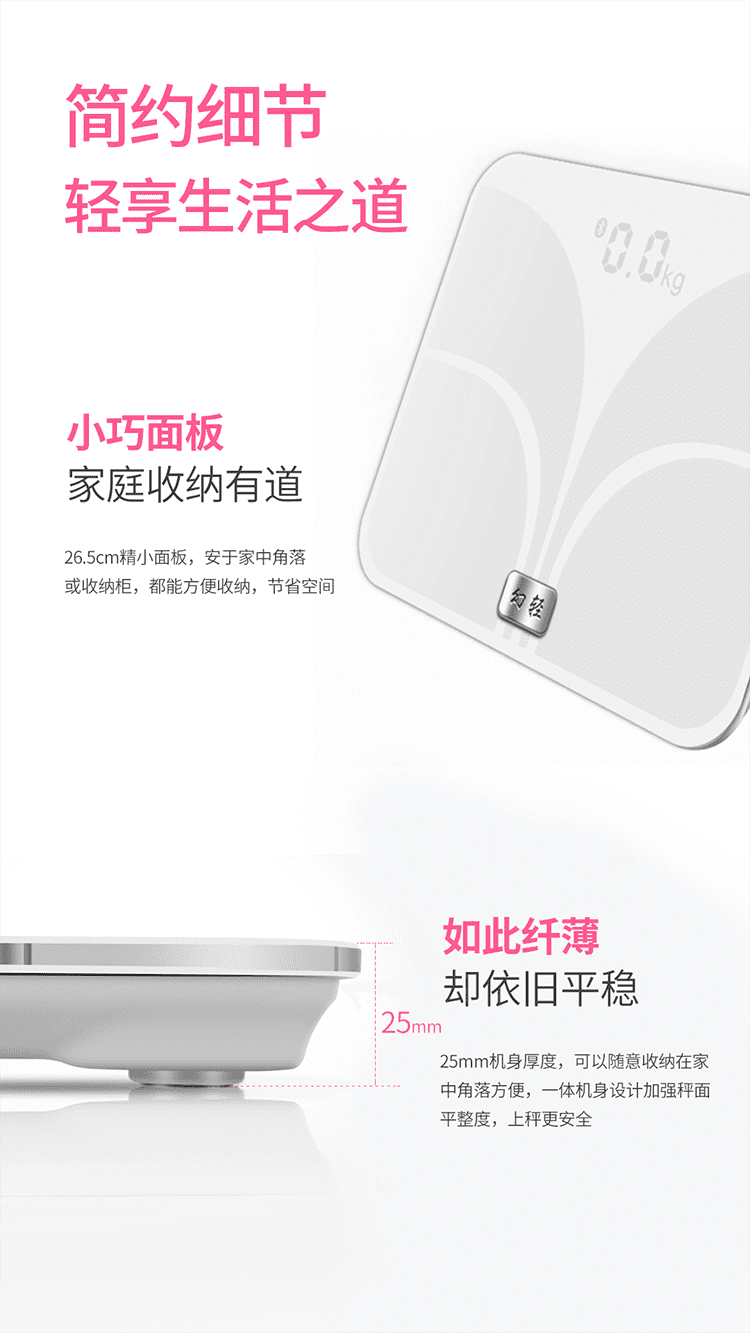 简约细节
轻享生活之道
0.0kg
小巧面板
家庭收纳有道
26.5cm精小面板，安于家中角落
或收纳柜，都能方便收纳，节省空间
勻轻
如此纤薄
却依旧平稳
25mm
25mm机身厚度，可以随意收纳在家
中角落方便，一体机身设计加强秤面
平整度，上秤更安全